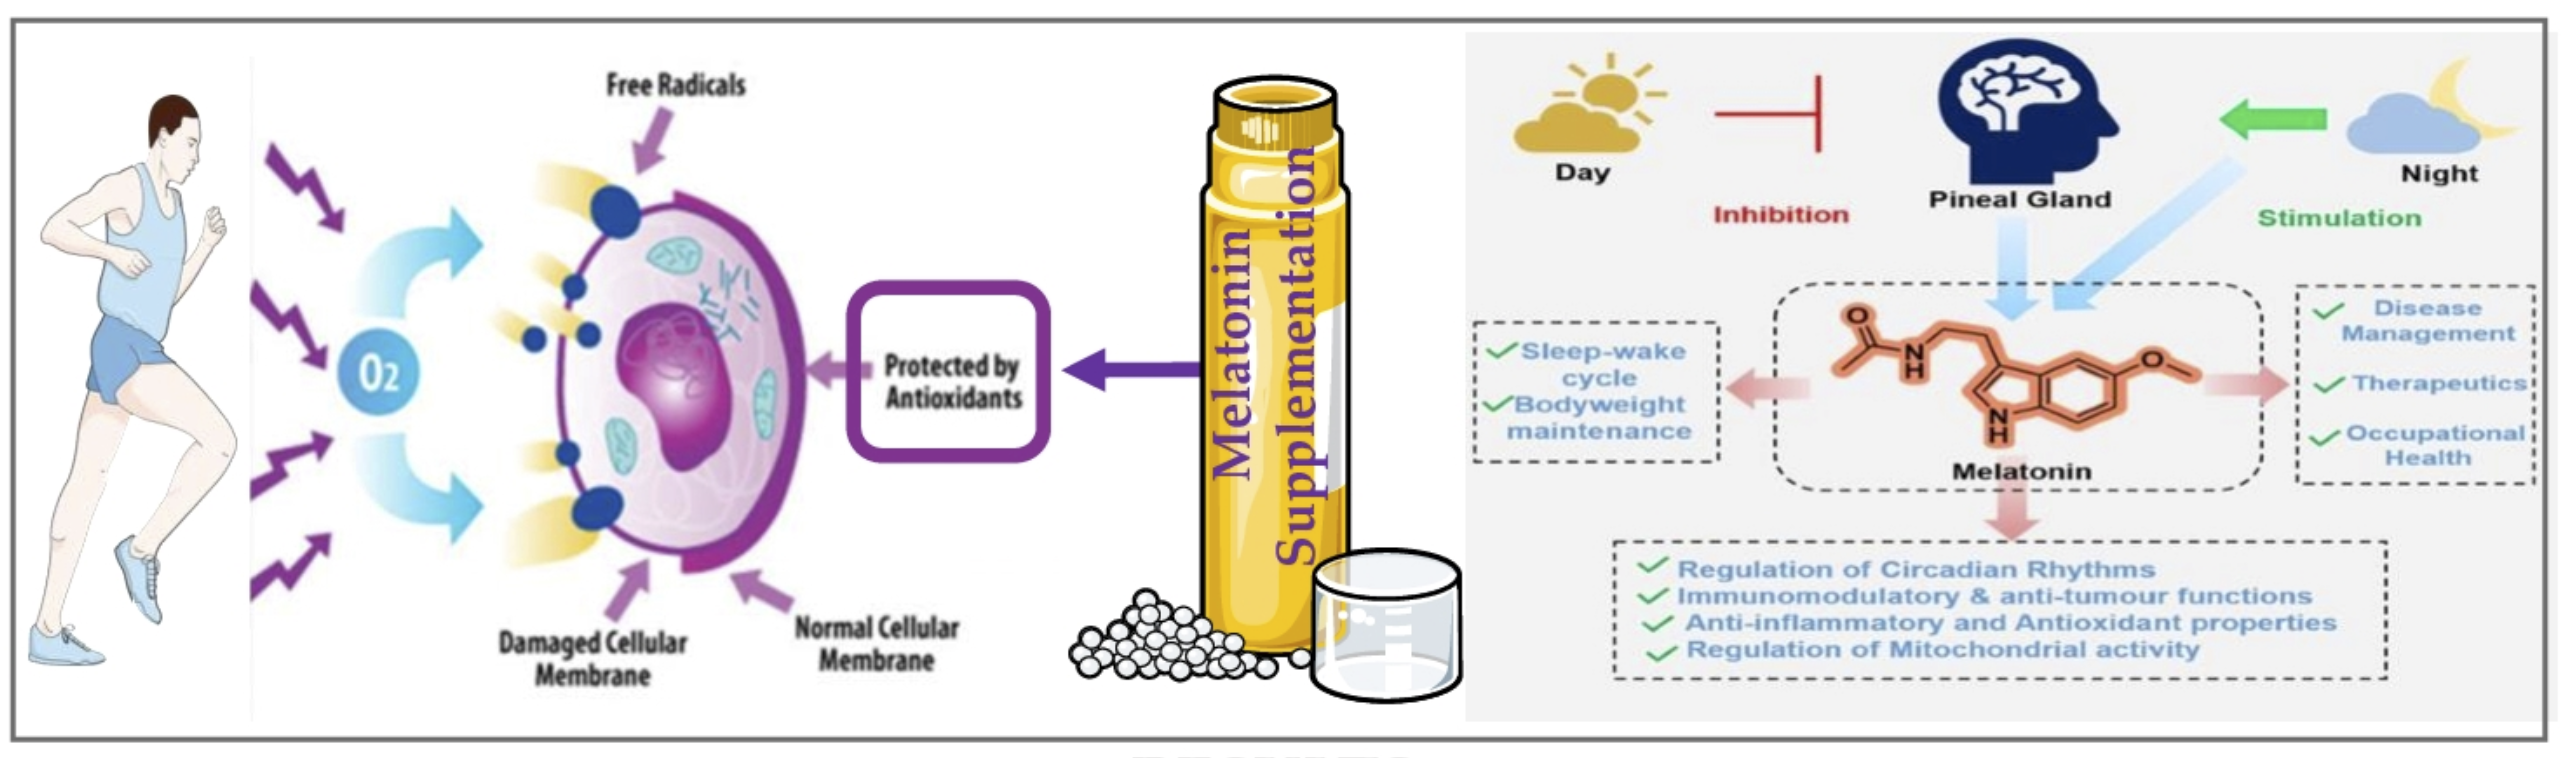 Free Radicals
O2
Protected by
Antioxidants
Damaged Cellular
Membrane
Normal Cellular
Membrane
Melatonin
Supplementation
Day
Inhibition
Pineal Gland
Night
Stimulation
Sleep-wake
cycle
Bodyweight
maintenance
O
N
H
N
H
O
Melatonin
Disease
Management
Therapeutics
Occupational
Health
Regulation of Circadian Rhythms
Immunomodulatory & anti-tumour functions
Anti-inflammatory and Antioxidant properties
Regulation of Mitochondrial activity